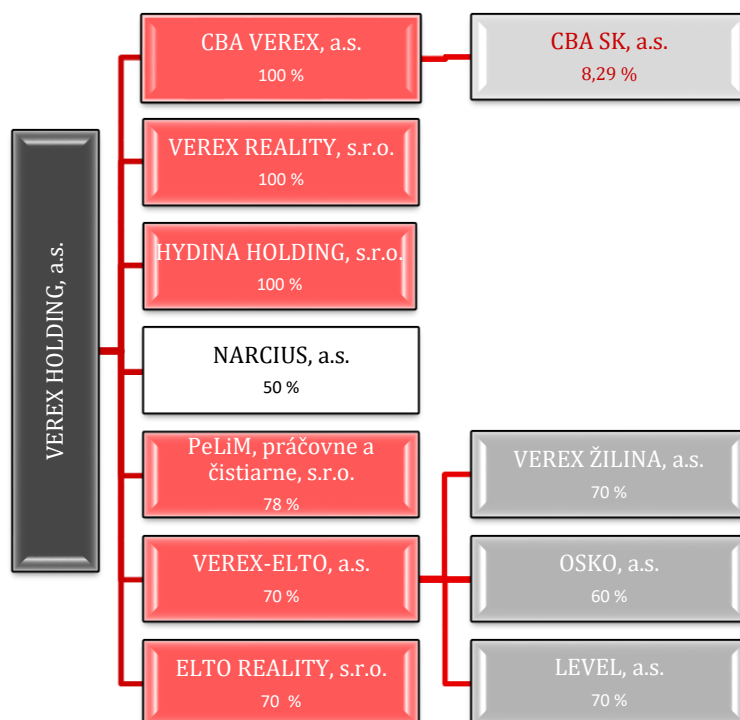 VEREX HOLDING, a.s.
CBA VEREX, a.s.
100 %
CBA SK, a.s.
8,29 %
VEREX REALITY, s.r.o.
100 %
HYDINA HOLDING, s.r.o.
100 %
NARCIUS, a.s.
50 %
PeLiM, práčovne a
čistiarne, s.r.o.
78 %
VEREX ŽILINA, a.s.
70 %
VEREX-ELTO, a.s.
70 %
OSKO, a.s.
60 %
ELTO REALITY, s.r.o.
70 %
LEVEL, a.s.
70 %